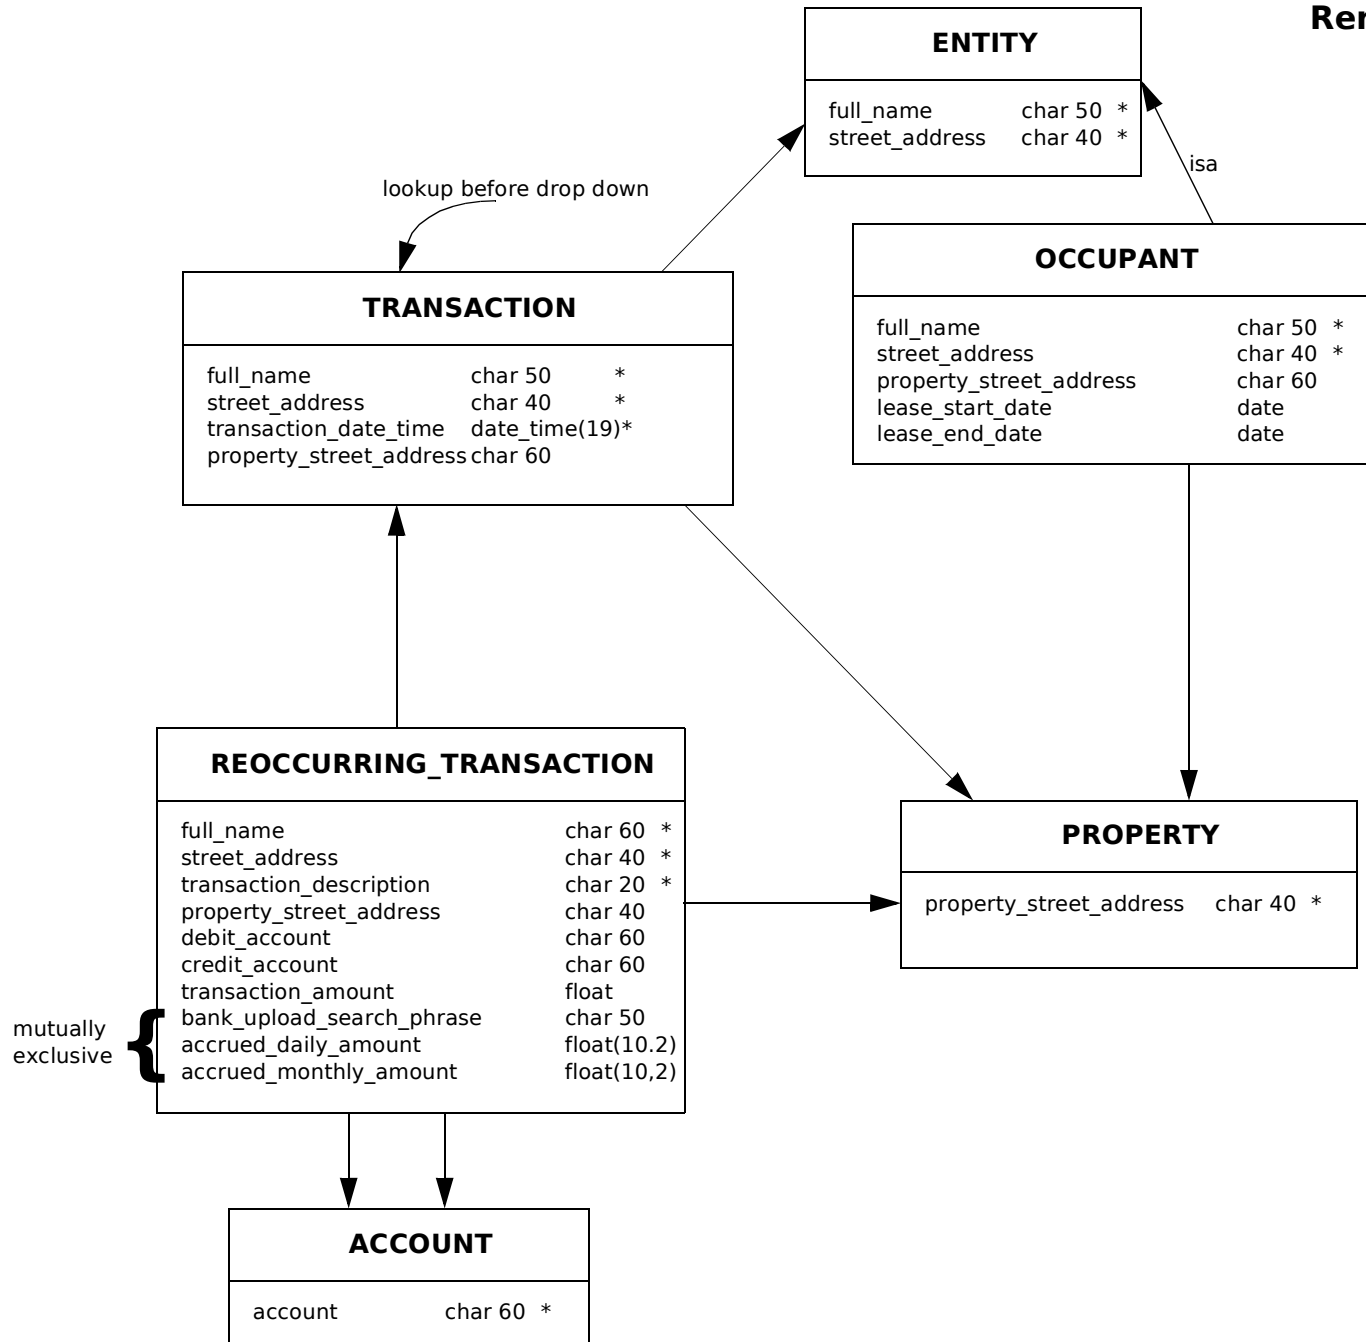 Ren
ENTITY
full_name char 50 *
street_address char 40 *
isa
lookup before drop down
OCCUPANT
full_name char 50 *
street_address char 40 *
property_street_address char 60
lease_start_date date
lease_end_date date
TRANSACTION
full_name char 50 *
street_address char 40 *
transaction_date_time date_time(19)*
property_street_address char 60
REOCCURRING_TRANSACTION
full_name char 60 *
street_address char 40 *
transaction_description char 20 *
property_street_address char 40
debit_account char 60
credit_account char 60
transaction_amount float
bank_upload_search_phrase char 50
accrued_daily_amount float(10.2)
accrued_monthly_amount float(10,2)
mutually
exclusive
PROPERTY
property_street_address char 40 *
ACCOUNT
account char 60 *